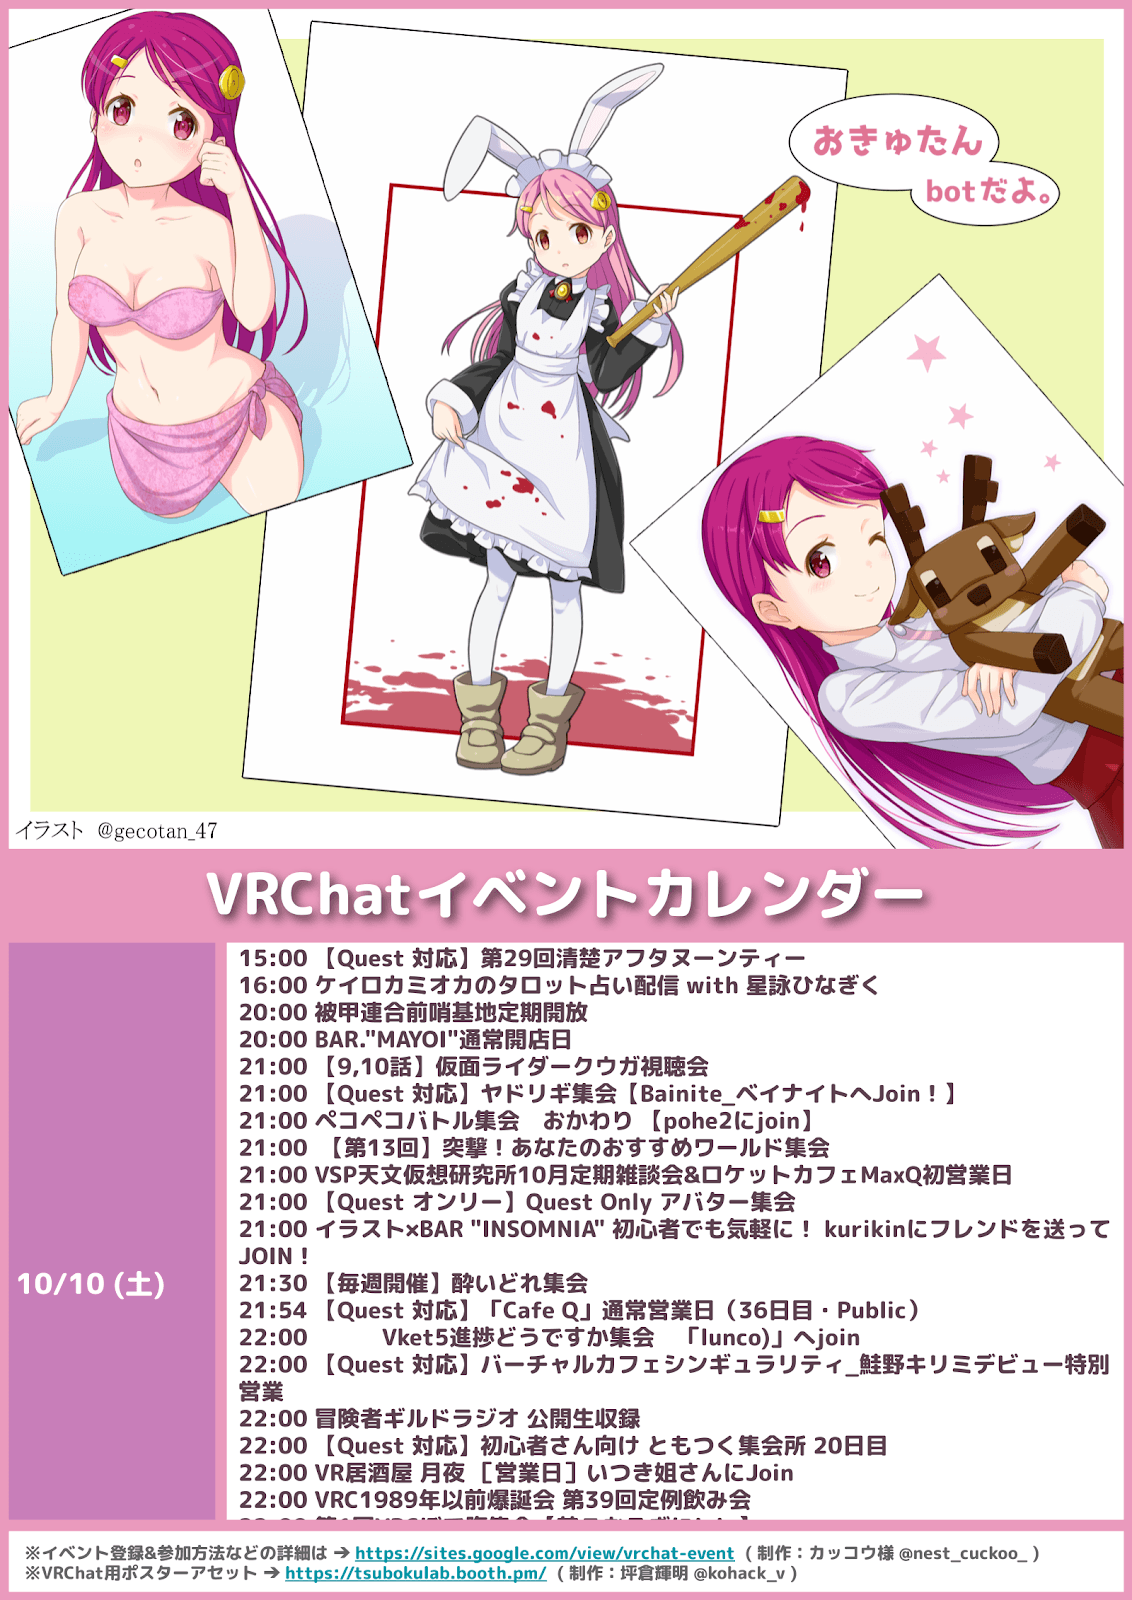 おきゅたん
botだよ。
イラスト @gecotan_47
VRChatイベントカレンダー
10/10 (土)
15:00 【Quest 対応】第29回清楚アフタヌーンティー
16:00 ケイロカミオカのタロット占い配信 with 星詠ひなぎく
20:00 被甲連合前哨基地定期開放
20:00 BAR."MAYOI"通常開店日
21:00 【9,10話】仮面ライダークウガ視聴会
21:00 【Quest 対応】ヤドリギ集会【Bainite_ベイナイトへJoin！】
21:00 ペコペコバトル集会　おかわり 【pohe2にjoin】
21:00 【第13回】突撃！あなたのおすすめワールド集会
21:00 VSP天文仮想研究所10月定期雑談会&ロケットカフェMaxQ初営業日
21:00 【Quest オンリー】Quest Only アバター集会
21:00 イラスト×BAR "INSOMNIA" 初心者でも気軽に！ kurikinにフレンドを送って
JOIN！
21:30 【毎週開催】酔いどれ集会
21:54 【Quest 対応】「Cafe Q」通常営業日（36日目・Public）
22:00 Vket5進捗どうですか集会　「lunco)」へjoin
22:00 【Quest 対応】バーチャルカフェシンギュラリティ_鮭野キリミデビュー特別
営業
22:00 冒険者ギルドラジオ 公開生収録
22:00 【Quest 対応】初心者さん向け ともつく集会所 20日目
22:00 VR居酒屋 月夜 ［営業日］いつき姐さんにJoin
22:00 VRC1989年以前爆誕会 第39回定例飲み会
※イベント登録&参加方法などの詳細は ➔ https://sites.google.com/view/vrchat-event （ 制作：カッコウ様 @nest_cuckoo_ ）
※VRChat用ポスターアセット ➔ https://tsubokulab.booth.pm/ （ 制作：坪倉輝明 @kohack_v ）